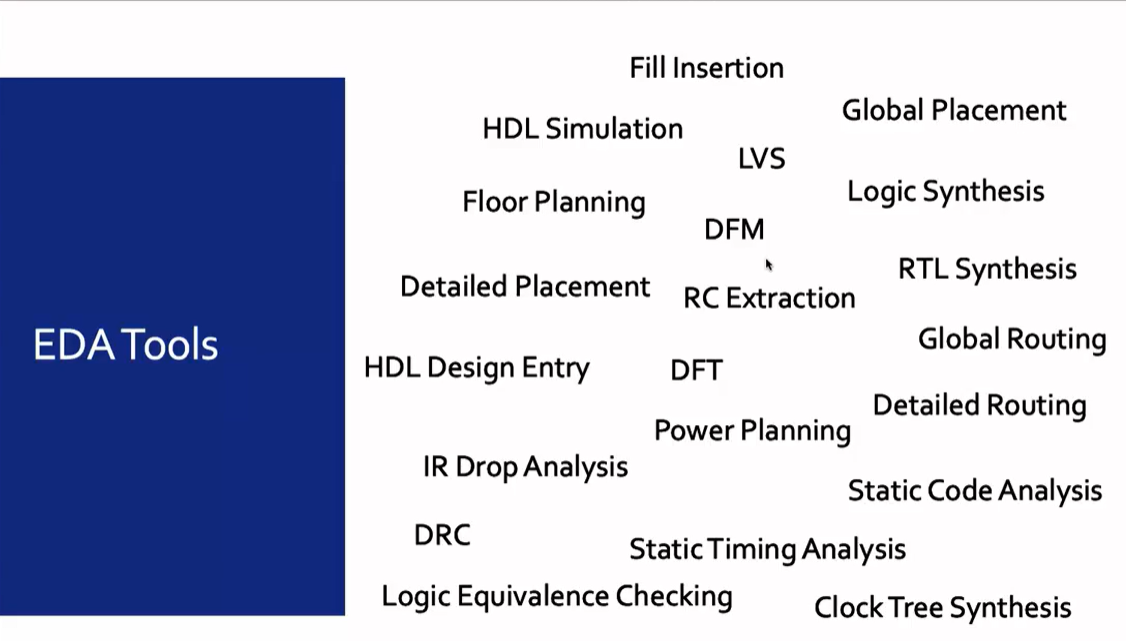 EDA Tools
Fill Insertion
Global Placement
HDL Simulation
LVS
Logic Synthesis
Floor Planning
DFM
RTL Synthesis
Detailed Placement
RC Extraction
Global Routing
HDL Design Entry
DFT
Detailed Routing
Power Planning
IR Drop Analysis
Static Code Analysis
DRC
Static Timing Analysis
Logic Equivalence Checking
Clock Tree Synthesis